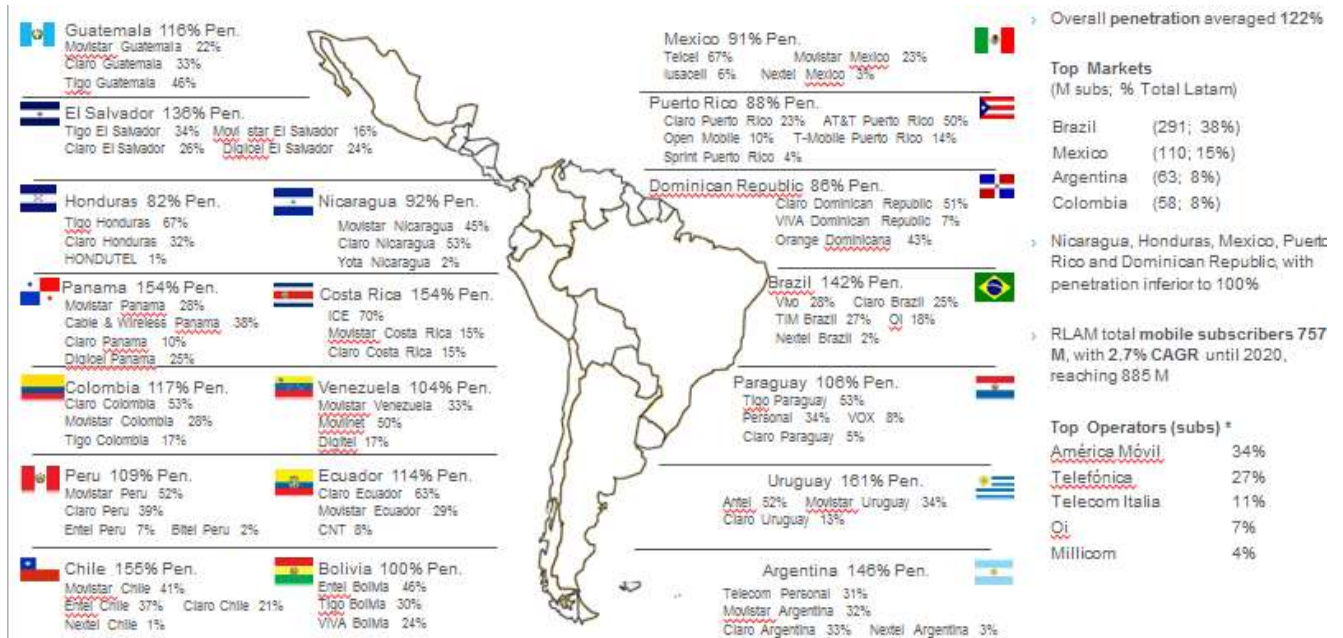 Guatemala 116% Pen.
Movistar Guatemala 22%
Claro Guatemala 33%
Tigo Guatemala 46%
El Salvador 136% Pen.
Tigo El Salvador 34% Movi star El Salvador 16%
Claro El Salvador 26% Digicel El Salvador 24%
Honduras 82% Pen.
Tigo Honduras 67%
Claro Honduras 32%
HONDUTEL 1%
Nicaragua 92% Pen.
Movistar Nicaragua 45%
Claro Nicaragua 53%
Yota Nicaragua 2%
Panama 154% Pen.
Movistar Panama 28%
Cable & Wireless Panama 38%
Claro Panama 10%
Digicel Panama 25%
Costa Rica 154% Pen.
ICE 70%
Movistar Costa Rica 15%
Claro Costa Rica 15%
Colombia 117% Pen.
Claro Colombia 53%
Movistar Colombia 28%
Tigo Colombia 17%
Venezuela 104% Pen.
Movistar Venezuela 33%
Movilnet 50%
Digitel 17%
Peru 109% Pen.
Movistar Peru 52%
Claro Peru 39%
Entel Peru 7% Bitel Peru 2%
Ecuador 114% Pen.
Claro Ecuador 63%
Movistar Ecuador 29%
CNT 8%
Chile 155% Pen.
Movistar Chile 41%
Entel Chile 37% Claro Chile 21%
Nextel Chile 1%
Bolivia 100% Pen.
Entel Bolivia 46%
Tigo Bolivia 30%
VIVA Bolivia 24%
Mexico 91% Pen.
Telcel 67% Movistar Mexico 23%
Iusacell 6% Nextel Mexico 3%
Puerto Rico 88% Pen.
Claro Puerto Rico 23% AT&T Puerto Rico 50%
Open Mobile 10% T-Mobile Puerto Rico 14%
Sprint Puerto Rico 4%
Dominican Republic 86% Pen.
Claro Dominican Republic 51%
VIVA Dominican Republic 7%
Orange Dominicana 43%
Brazil 142% Pen.
Vivo 28% Claro Brazil 25%
TIM Brazil 27% Oi 18%
Nextel Brazil 2%
Paraguay 106% Pen.
Tigo Paraguay 53%
Personal 34% VOX 8%
Claro Paraguay 5%
Uruguay 161% Pen.
Antel 52% Movistar Uruguay 34%
Claro Uruguay 13%
Argentina 146% Pen.
Telecom Personal 31%
Movistar Argentina 32%
Claro Argentina 33% Nextel Argentina 3%
› Overall penetration averaged 122%
Top Markets
(M subs; % Total Latam)
Brazil (291; 38%)
Mexico (110; 15%)
Argentina (63; 8%)
Colombia (58; 8%)
› Nicaragua, Honduras, Mexico, Puerto
Rico and Dominican Republic, with
penetration inferior to 100%
› RLAM total mobile subscribers 757
M, with 2.7% CAGR until 2020,
reaching 885 M
Top Operators (subs) *
América Móvil 34%
Telefónica 27%
Telecom Italia 11%
Oi 7%
Millicom 4%